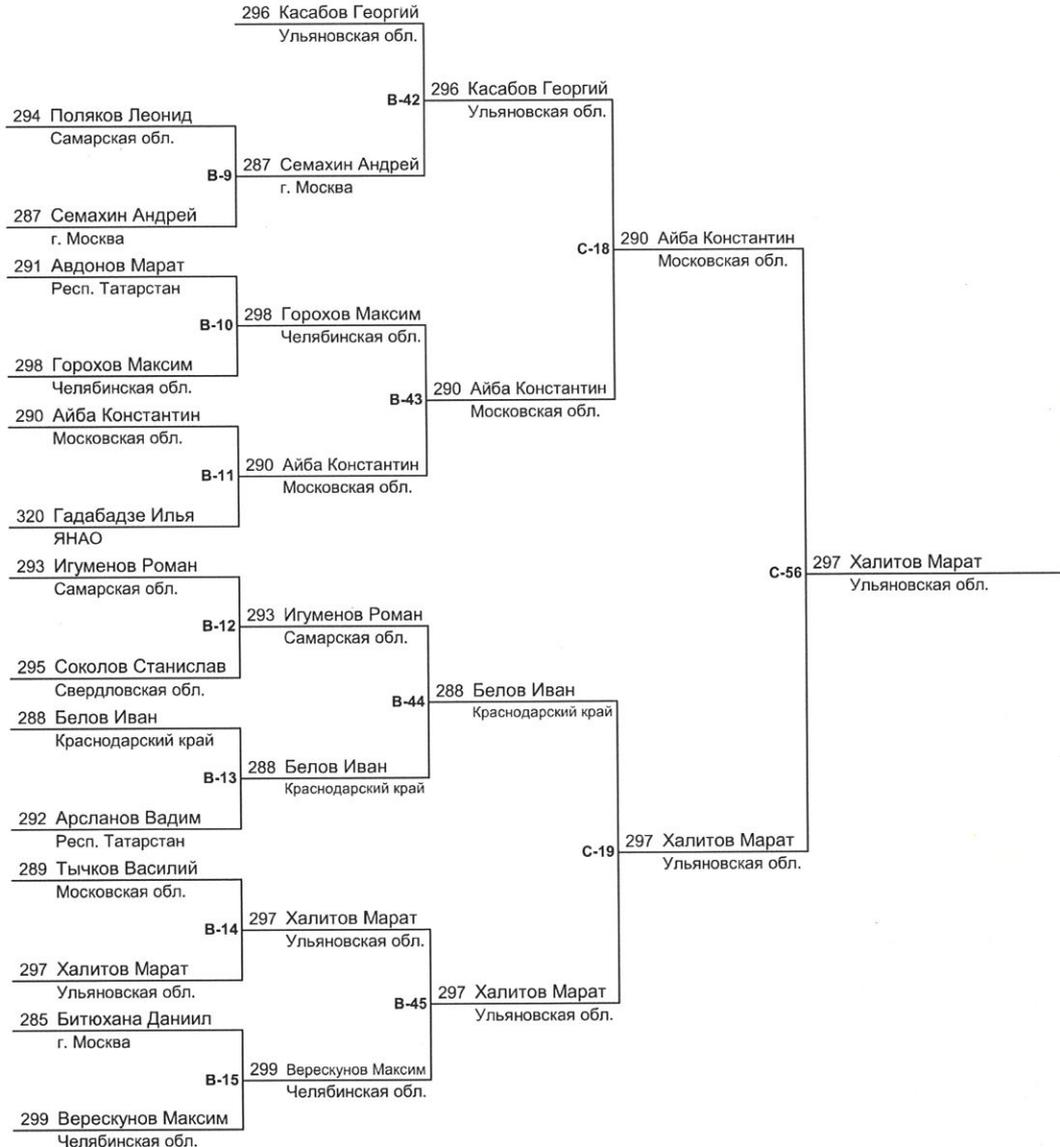 296 Касабов Георгий
Ульяновская обл.
B-42
296 Касабов Георгий
Ульяновская обл.
294 Поляков Леонид
Самарская обл.
B-9
287 Семахин Андрей
г. Москва
287 Семахин Андрей
г. Москва
C-18
290 Айба Константин
Московская обл.
291 Авдонов Марат
Респ. Татарстан
B-10
298 Горохов Максим
Челябинская обл.
298 Горохов Максим
Челябинская обл.
B-43
290 Айба Константин
Московская обл.
290 Айба Константин
Московская обл.
B-11
290 Айба Константин
Московская обл.
320 Гадабадзе Илья
ЯНАО
C-56
297 Халитов Марат
Ульяновская обл.
293 Игуменов Роман
Самарская обл.
B-12
293 Игуменов Роман
Самарская обл.
295 Соколов Станислав
Свердловская обл.
B-44
288 Белов Иван
Краснодарский край
288 Белов Иван
Краснодарский край
B-13
288 Белов Иван
Краснодарский край
292 Арсланов Вадим
Респ. Татарстан
C-19
297 Халитов Марат
Ульяновская обл.
289 Тычков Василий
Московская обл.
B-14
297 Халитов Марат
Ульяновская обл.
297 Халитов Марат
Ульяновская обл.
B-45
297 Халитов Марат
Ульяновская обл.
285 Битюхана Даниил
г. Москва
B-15
299 Верескунов Максим
Челябинская обл.
299 Верескунов Максим
Челябинская обл.